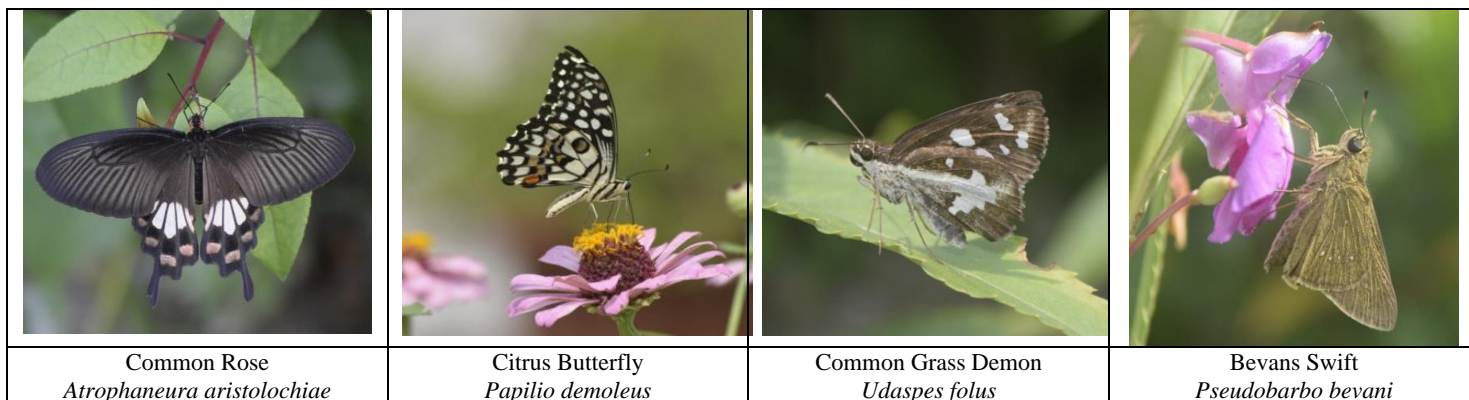 Common Rose
Atrophaneura aristolochiae
Citrus Butterfly
Papilio demoleus
Common Grass Demon
Udaspes folus
Bevans Swift
Pseudobarbo bevani